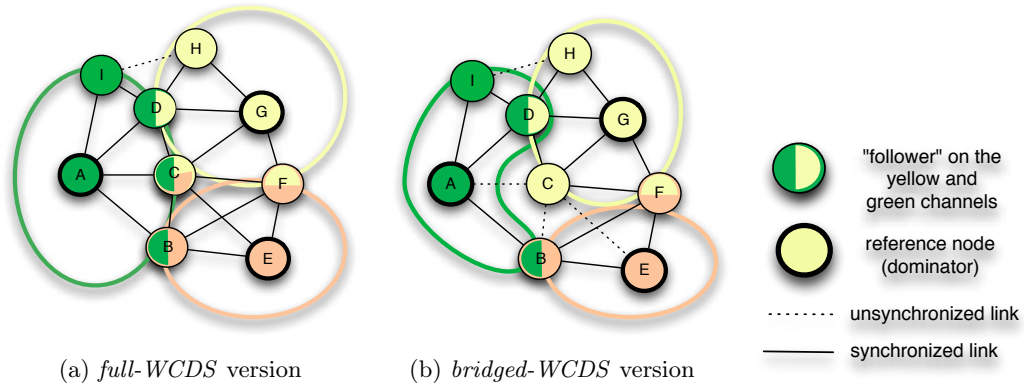 H
I
D
G
A
C
F
B
E
(a) full-WCDS version
H
I
D
G
A
C
F
B
E
(b) bridged-WCDS version
"follower" on the
yellow and
green channels
reference node
(dominator)
unsynchronized link
synchronized link